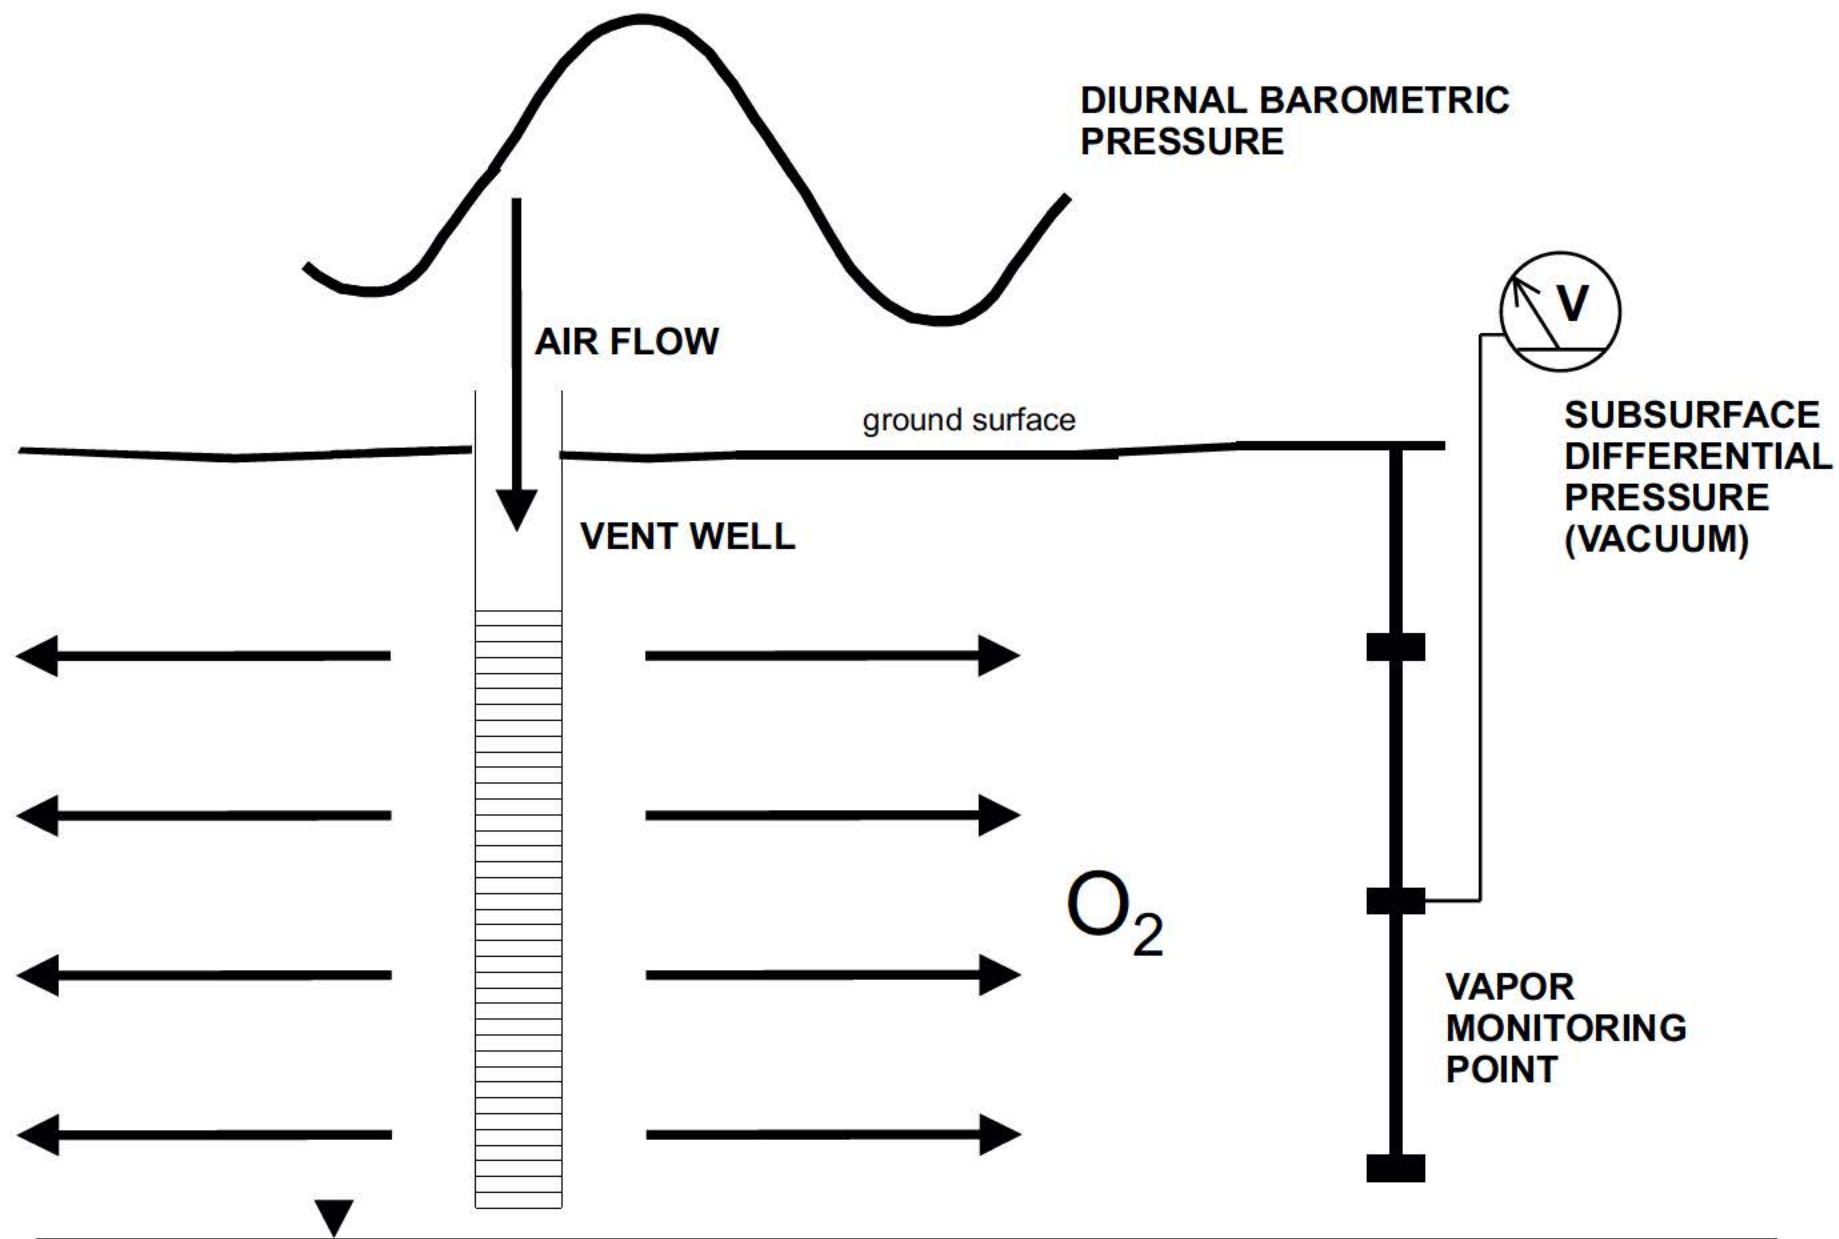 DIURNAL BAROMETRIC
PRESSURE
AIR FLOW
V
ground surface
SUBSURFACE
DIFFERENTIAL
PRESSURE
(VACUUM)
VENT WELL
O₂
VAPOR
MONITORING
POINT